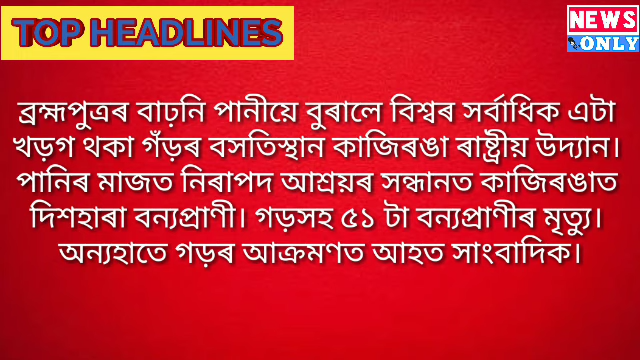 TOP HEADLINES
NEWS
ONLY
ব্ৰহ্মপুত্ৰৰ বাঢ়নি পানীয়ে বুৰালে বিশ্বৰ সৰ্বাধিক এটা
খড়গ থকা গঁড়ৰ বসতিস্থান কাজিৰঙা ৰাষ্ট্ৰীয় উদ্যান।
পানিৰ মাজত নিৰাপদ আশ্ৰয়ৰ সন্ধানত কাজিৰঙাত
দিশহাৰা বন্যপ্ৰাণী। গড়সহ ৫১ টা বন্যপ্ৰাণীৰ মৃত্যু।
অন্যহাতে গড়ৰ আক্ৰমণত আহত সাংবাদিক।